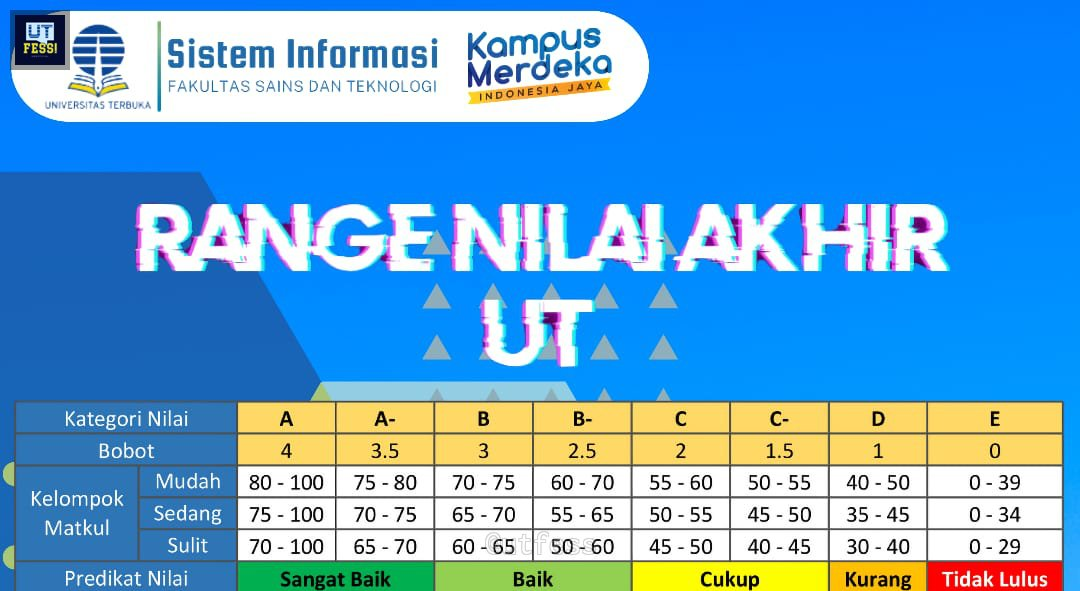 UT
FESS!
UNIVERSITAS TERBUKA
Sistem Informasi
FAKULTAS SAINS DAN TEKNOLOGI
Kampus
Merdeka
INDONESIA JAYA
RANGE NILAI AKHIR
UT
Kategori Nilai A A- B B- C C- D E
Bobot 4 3.5 3 2.5 2 1.5 1 0
Kelompok Matkul
Mudah 80 - 100 75 - 80 70 - 75 60 - 70 55 - 60 50 - 55 40 - 50 0 - 39
Sedang 75 - 100 70 - 75 65 - 70 55 - 65 50 - 55 45 - 50 35 - 45 0 - 34
Sulit 70 - 100 65 - 70 60 - 65 50 - 60 45 - 50 40 - 45 30 - 40 0 - 29
@utfess
Predikat Nilai Sangat Baik Baik Cukup Kurang Tidak Lulus